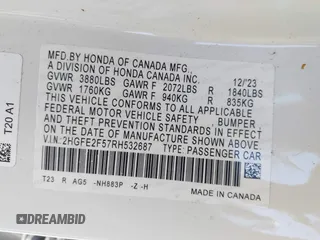 MFD.BY HONDA OF CANADA MFG.,
A DIVISION OF HONDA CANADA INC. 12/23
GVWR 3880LBS GAWR F 2072LBS R 1840LBS
GVWR 1760KG GAWR F 940KG R 835KG
THIS VEHICLE CONFORMS TO ALL APPLICABLE
FEDERAL MOTOR VEHICLE SAFETY, BUMPER,
AND THEFT PREVENTION STANDARDS IN EFFECT
ON THE DATE OF MANUFACTURE SHOWN ABOVE.
V.I.N: 2HGFE2F57RH532687 TYPE: PASSENGER CAR
T23 R AG5 -NH883P -Z -H
MADE IN CANADA
T20 A1
DID.AUTOHELPERBOT.COM